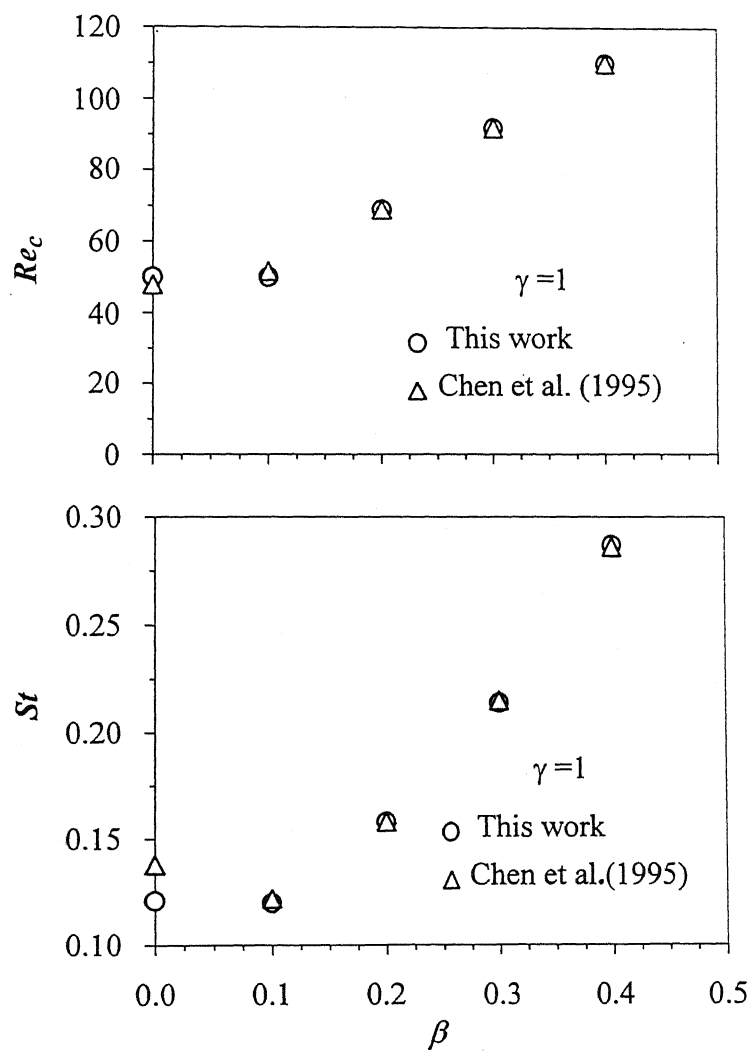 120
100
80
60
40
20
0
Re_c
γ =1
This work
Chen et al. (1995)
0.30
0.25
0.20
0.15
0.10
St
γ =1
This work
Chen et al.(1995)
0.0 0.1 0.2 0.3 0.4 0.5
β